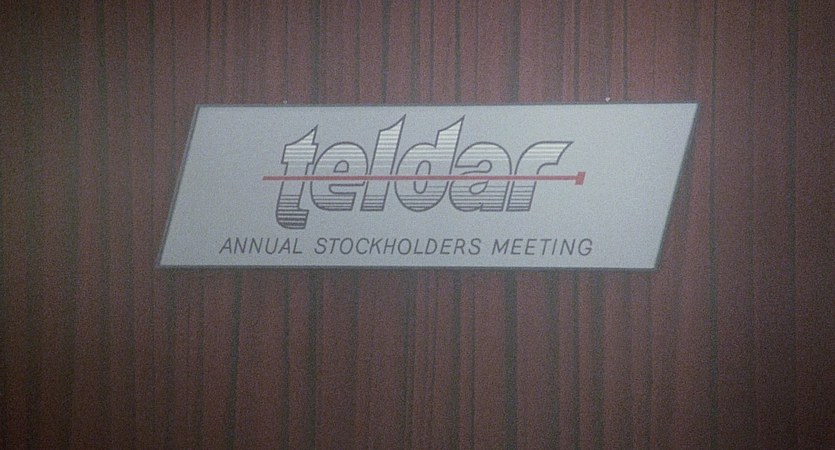 teldar
ANNUAL STOCKHOLDERS MEETING